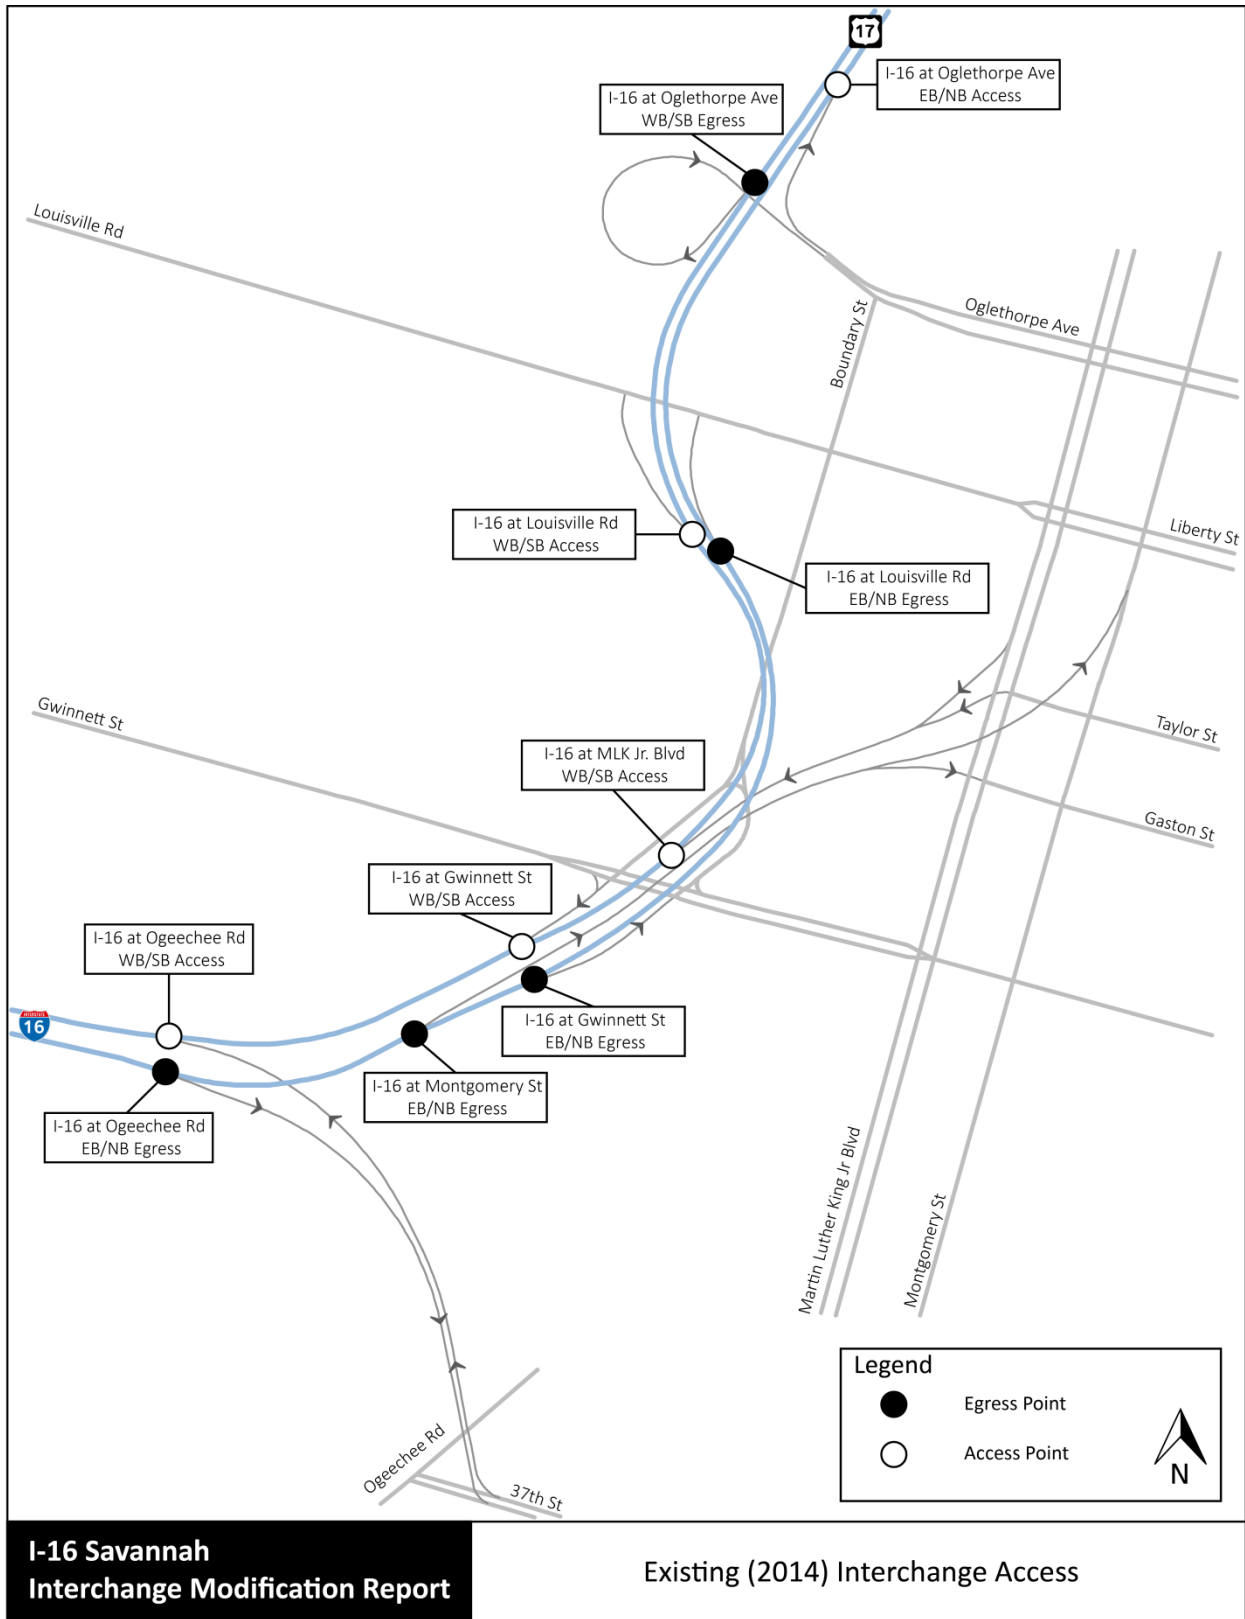 17
I-16 at Oglethorpe Ave
EB/NB Access
I-16 at Oglethorpe Ave
WB/SB Egress
Louisville Rd
Oglethorpe Ave
Boundary St
I-16 at Louisville Rd
WB/SB Access
Liberty St
I-16 at Louisville Rd
EB/NB Egress
Gwinnett St
Taylor St
I-16 at MLK Jr. Blvd
WB/SB Access
Gaston St
I-16 at Gwinnett St
WB/SB Access
I-16 at Ogeechee Rd
WB/SB Access
INTERSTATE
16
I-16 at Gwinnett St
EB/NB Egress
I-16 at Montgomery St
EB/NB Egress
I-16 at Ogeechee Rd
EB/NB Egress
Martin Luther King Jr Blvd
Montgomery St
Legend
Egress Point
Access Point
N
Ogeechee Rd
37th St
I-16 Savannah
Interchange Modification Report
Existing (2014) Interchange Access